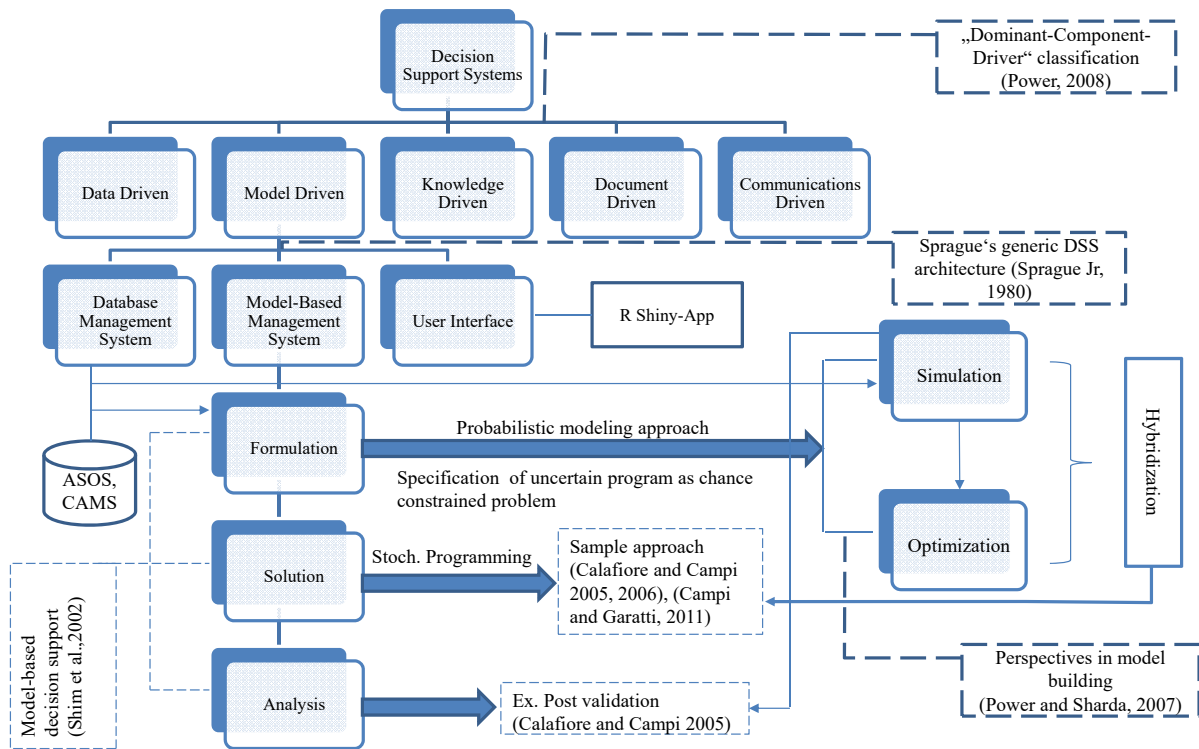 Decision
Support Systems
„Dominant-Component-
Driver“ classification
(Power, 2008)
Data Driven
Model Driven
Knowledge
Driven
Document
Driven
Communications
Driven
Sprague‘s generic DSS
architecture (Sprague Jr,
1980)
Database
Management
System
Model-Based
Management
System
User Interface
R Shiny-App
Simulation
Hybridization
Formulation
Probabilistic modeling approach
Specification of uncertain program as chance
constrained problem
ASOS,
CAMS
Optimization
Solution
Stoch. Programming
Sample approach
(Calafiore and Campi
2005, 2006), (Campi
and Garatti, 2011)
Model-based
decision support
(Shim et al.,2002)
Analysis
Ex. Post validation
(Calafiore and Campi 2005)
Perspectives in model
building
(Power and Sharda, 2007)